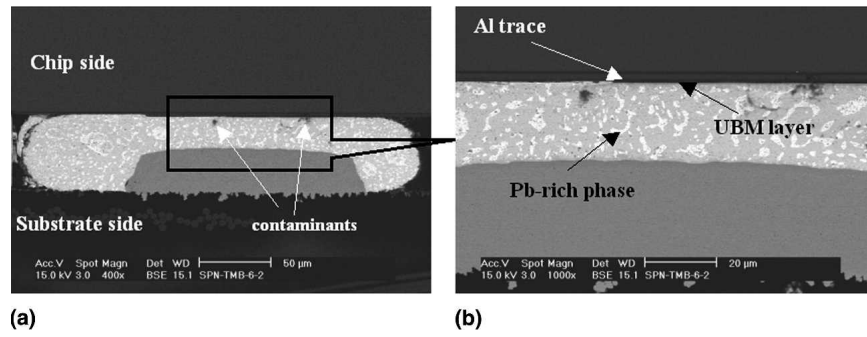 Chip side
contaminants
Substrate side
Acc.V Spot Magn Det WD 50 µm
15.0 kV 3.0 400x BSE 15.1 SPN-TMB-6-2
(a)
Al trace
UBM layer
Pb-rich phase
Acc.V Spot Magn Det WD 20 µm
15.0 kV 3.0 1000x BSE 15.1 SPN-TMB-6-2
(b)